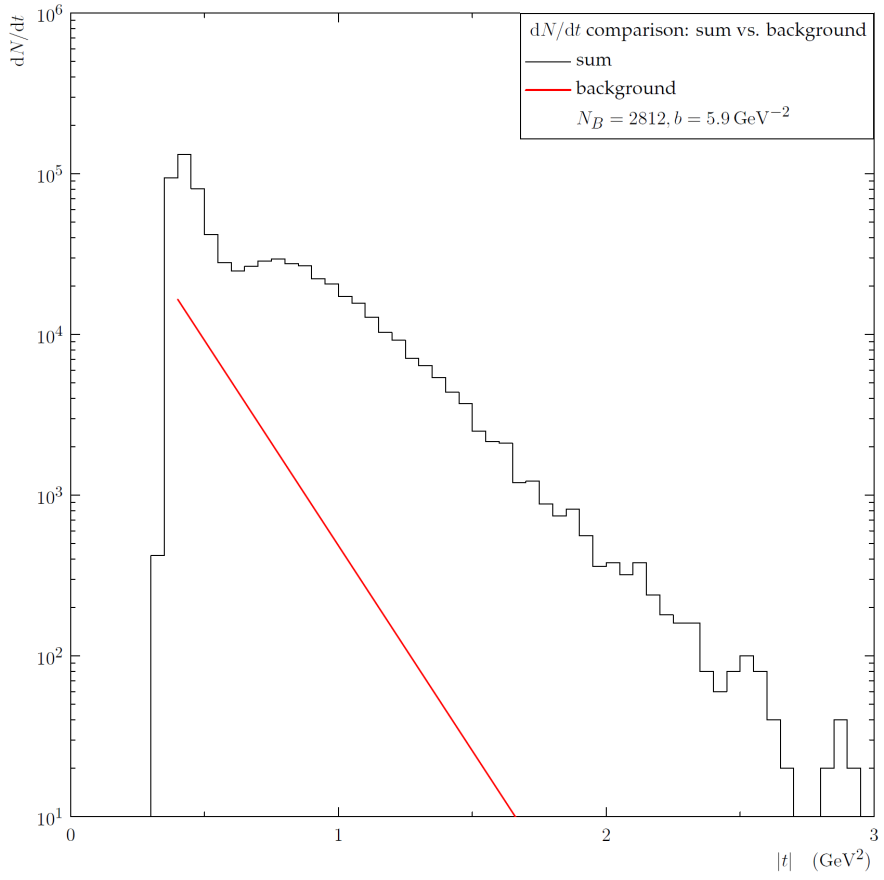 dN/dt
10^6
10^5
10^4
10^3
10^2
10^1
dN/dt comparison: sum vs. background
sum
background
N_B = 2812, b = 5.9 GeV^−2
0 1 2 3
|t| (GeV^2)